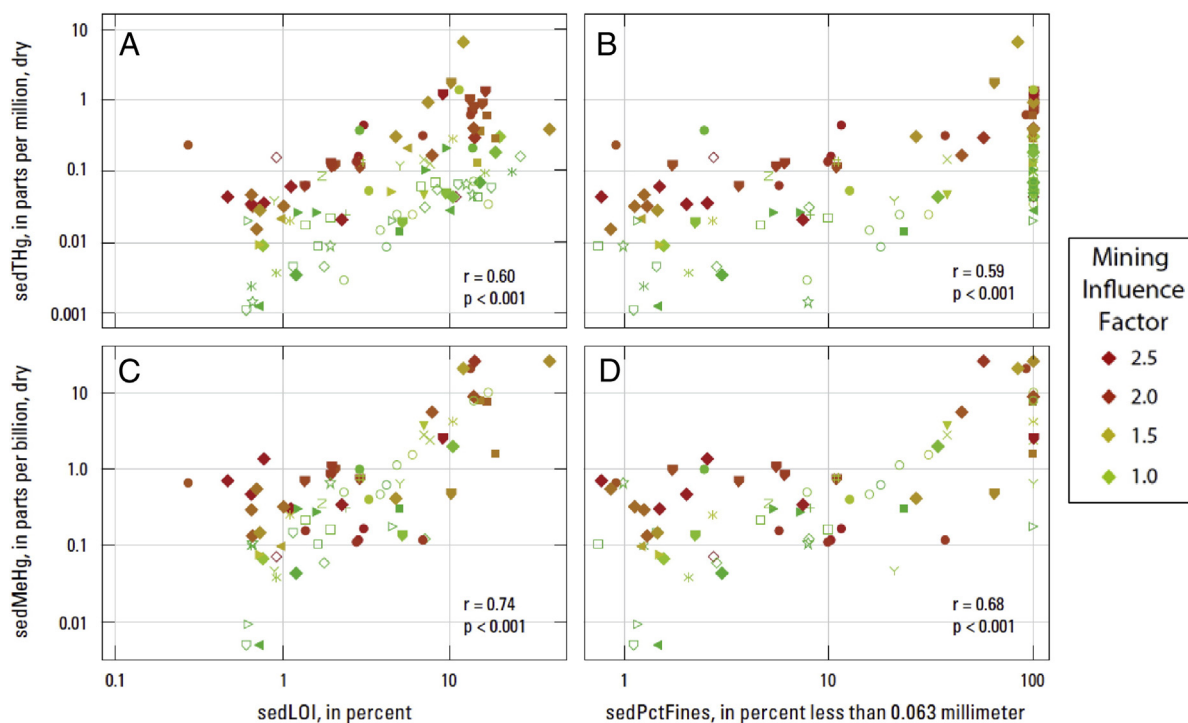 A
B
sedTHg, in parts per million, dry
10
1
0.1
0.01
0.001
r = 0.60
p < 0.001
r = 0.59
p < 0.001
C
D
sedMeHg, in parts per billion, dry
10
1.0
0.1
0.01
r = 0.74
p < 0.001
r = 0.68
p < 0.001
0.1 1 10
1 10 100
sedLOI, in percent
sedPctFines, in percent less than 0.063 millimeter
Mining
Influence
Factor
2.5
2.0
1.5
1.0